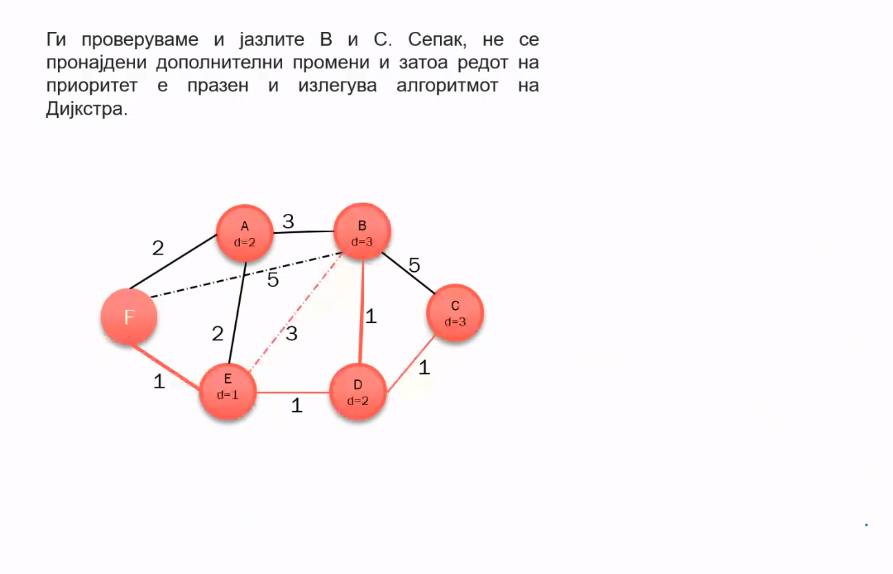 Ги проверуваме и јазлите B и C. Сепак, не се
пронајдени дополнителни промени и затоа редот на
приоритет е празен и излегува алгоритмот на
Дијкстра.
A
d=2
3
B
d=3
2
5
5
C
d=3
F
2
3
1
1
E
d=1
1
D
d=2
1